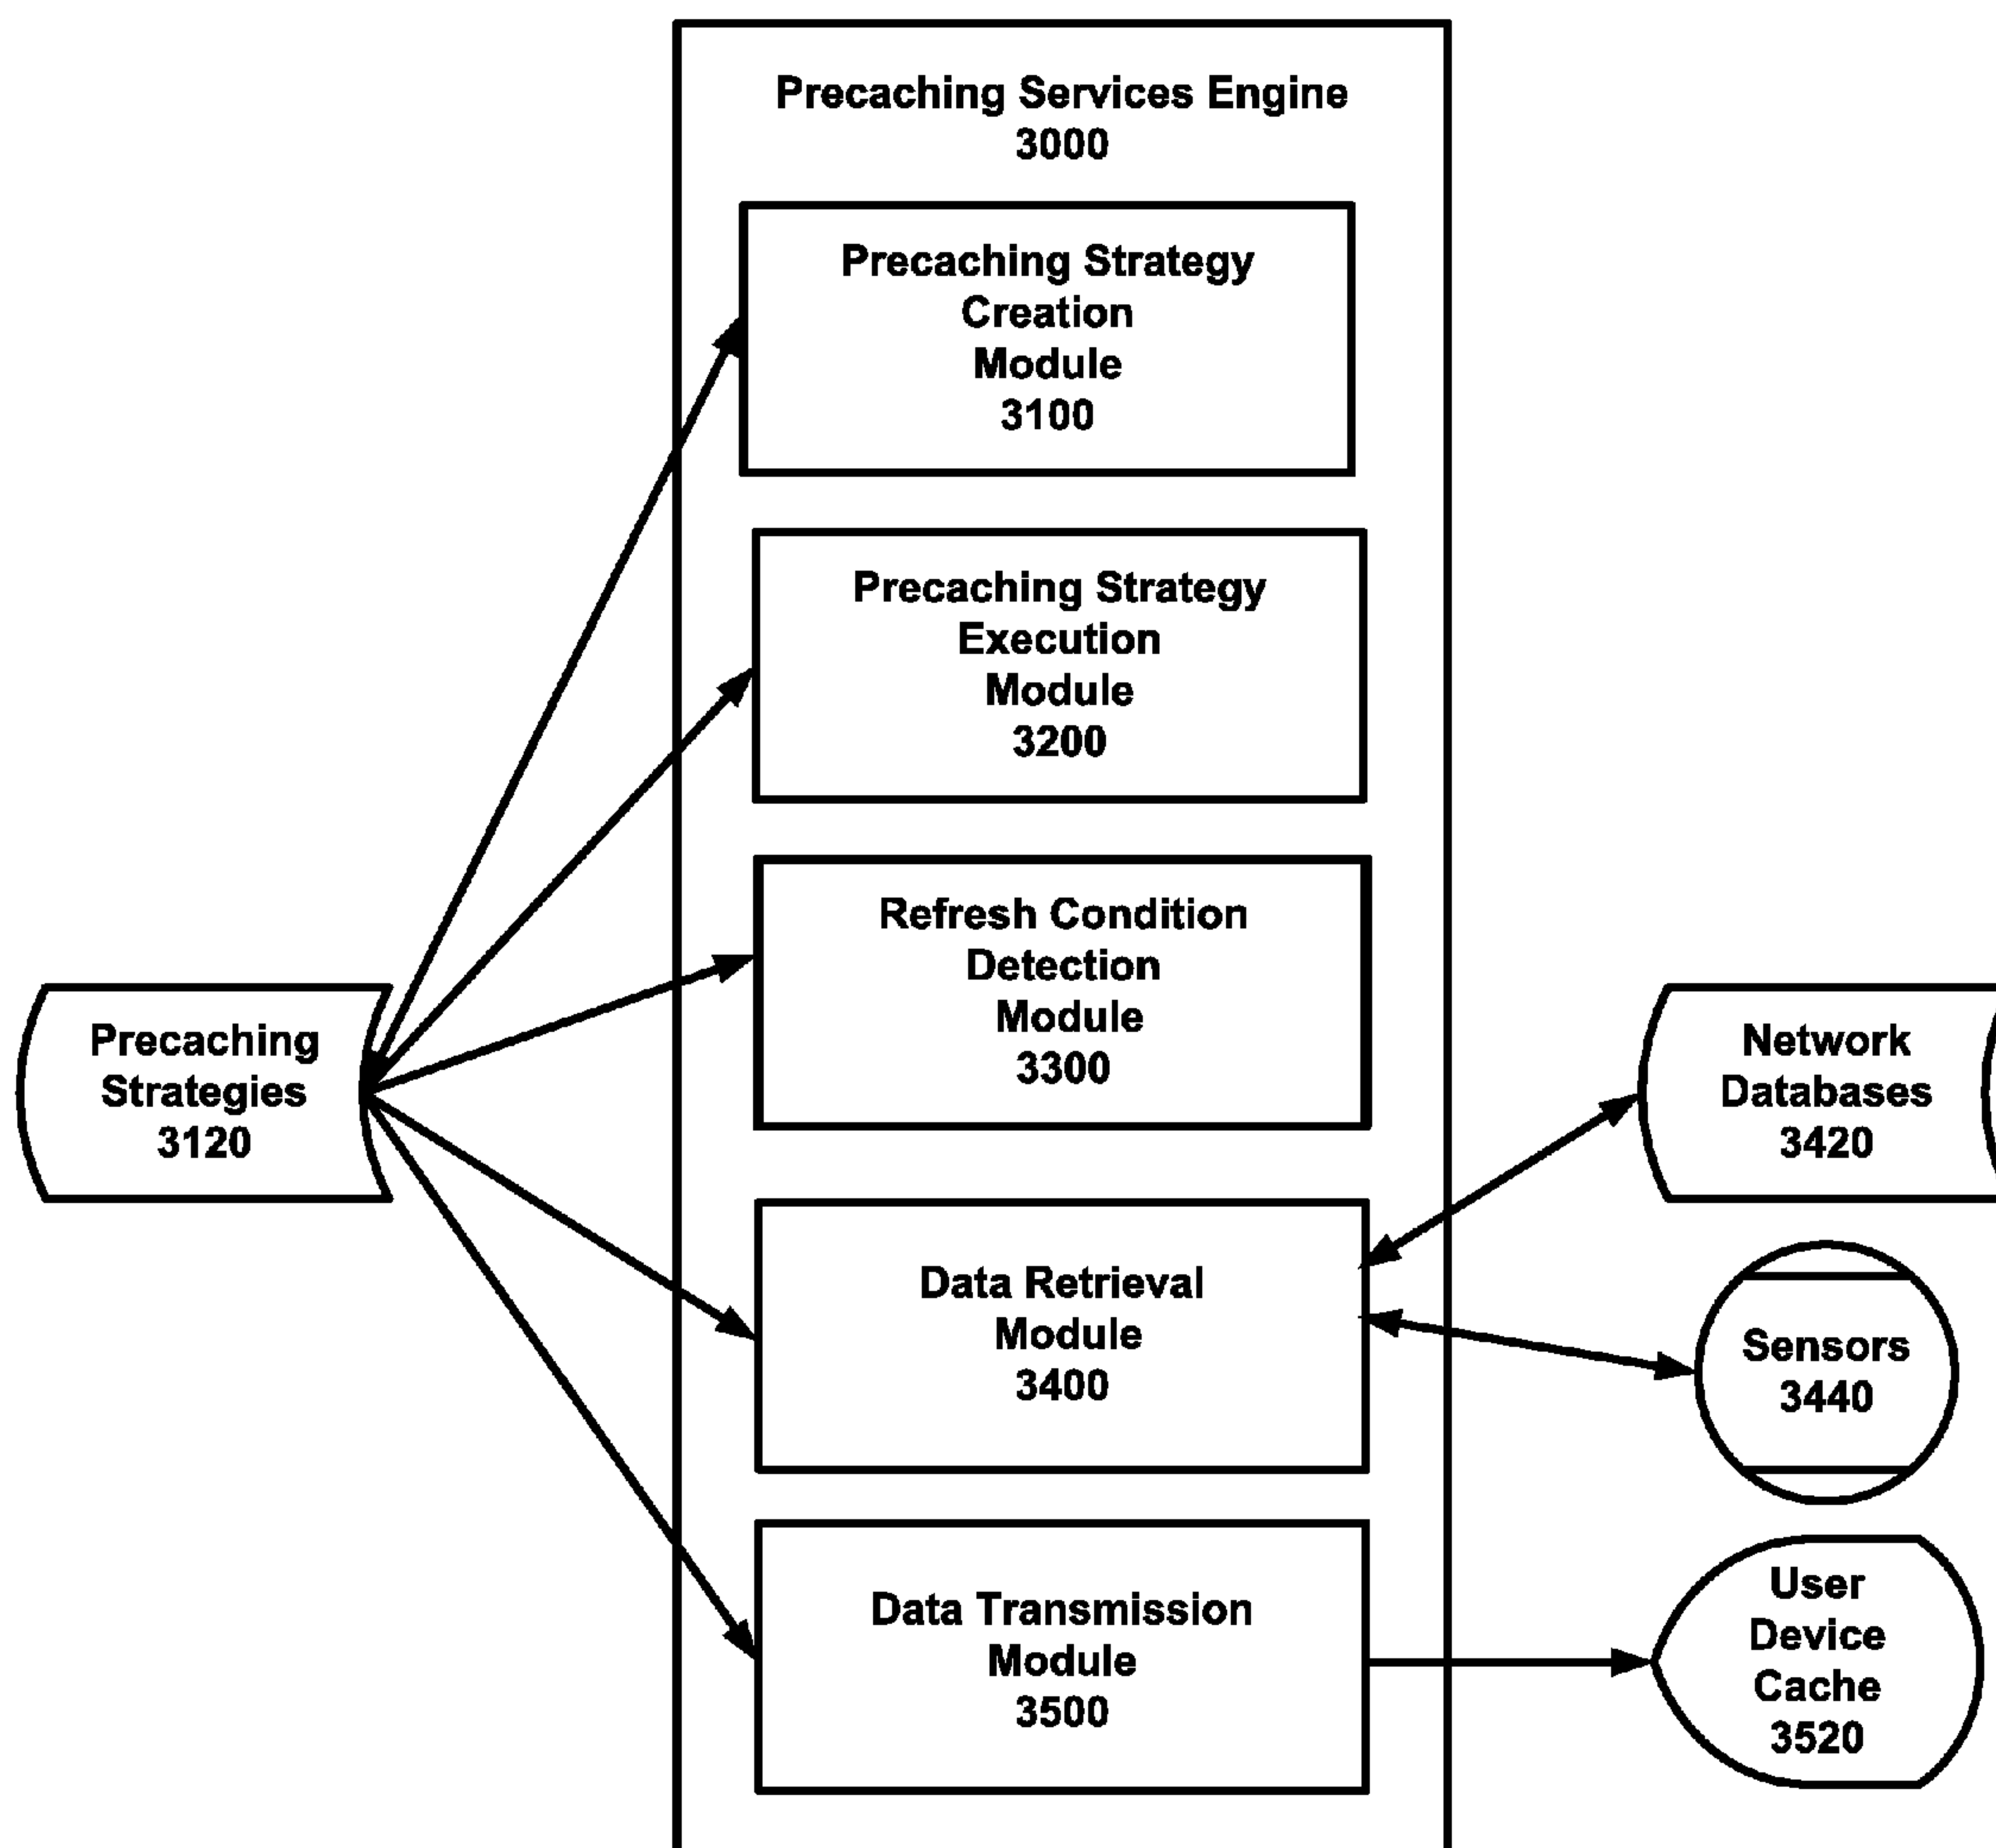 Precaching Services Engine
3000
Precaching Strategy
Creation
Module
3100
Precaching Strategy
Execution
Module
3200
Refresh Condition
Detection
Module
3300
Precaching
Strategies
3120
Network
Databases
3420
Data Retrieval
Module
3400
Sensors
3440
Data Transmission
Module
3500
User
Device
Cache
3520